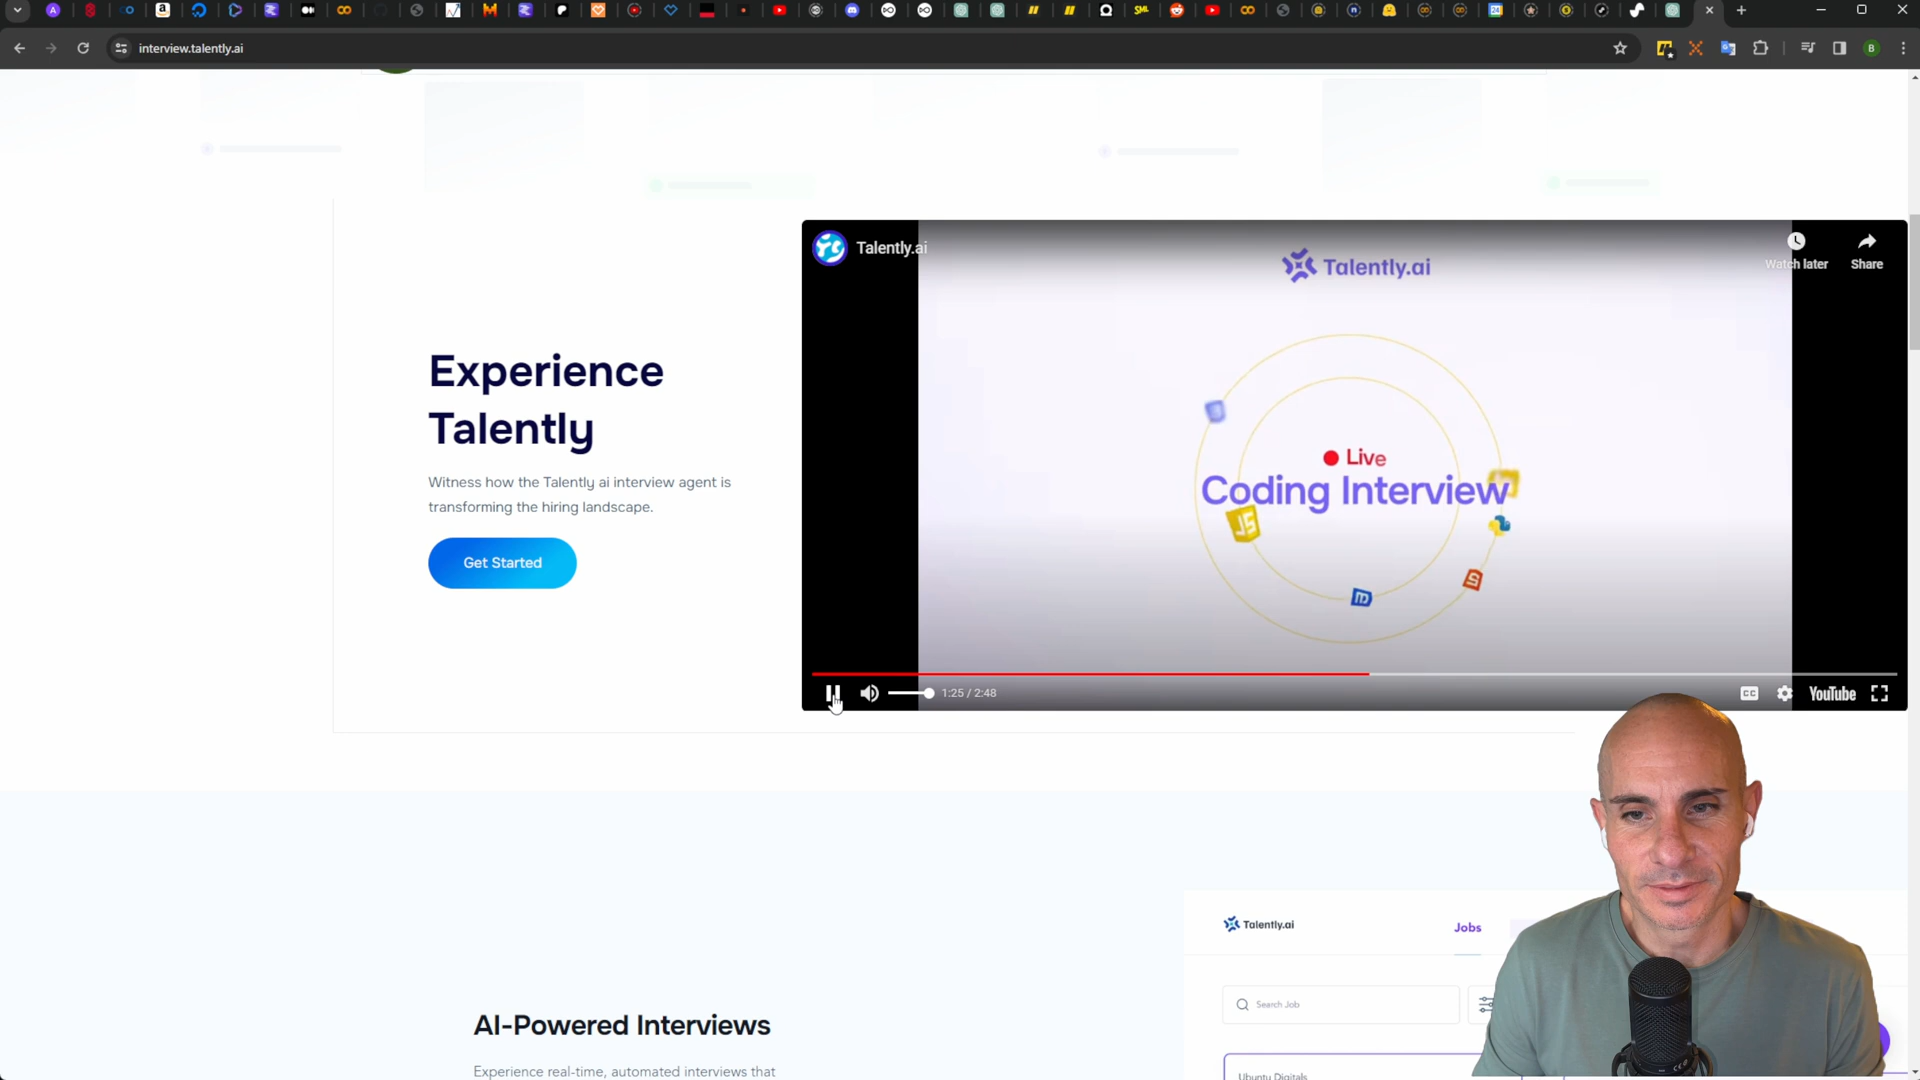 interview.talently.ai
B
Talently.ai
Watch later
Share
Talently.ai
Live
Coding Interview
JS
Experience
Talently
Witness how the Talently ai interview agent is
transforming the hiring landscape.
Get Started
1:25 / 2:48
CC
YouTube
Talently.ai
Jobs
Search Job
AI-Powered Interviews
Experience real-time, automated interviews that
Ubuntu Digitals